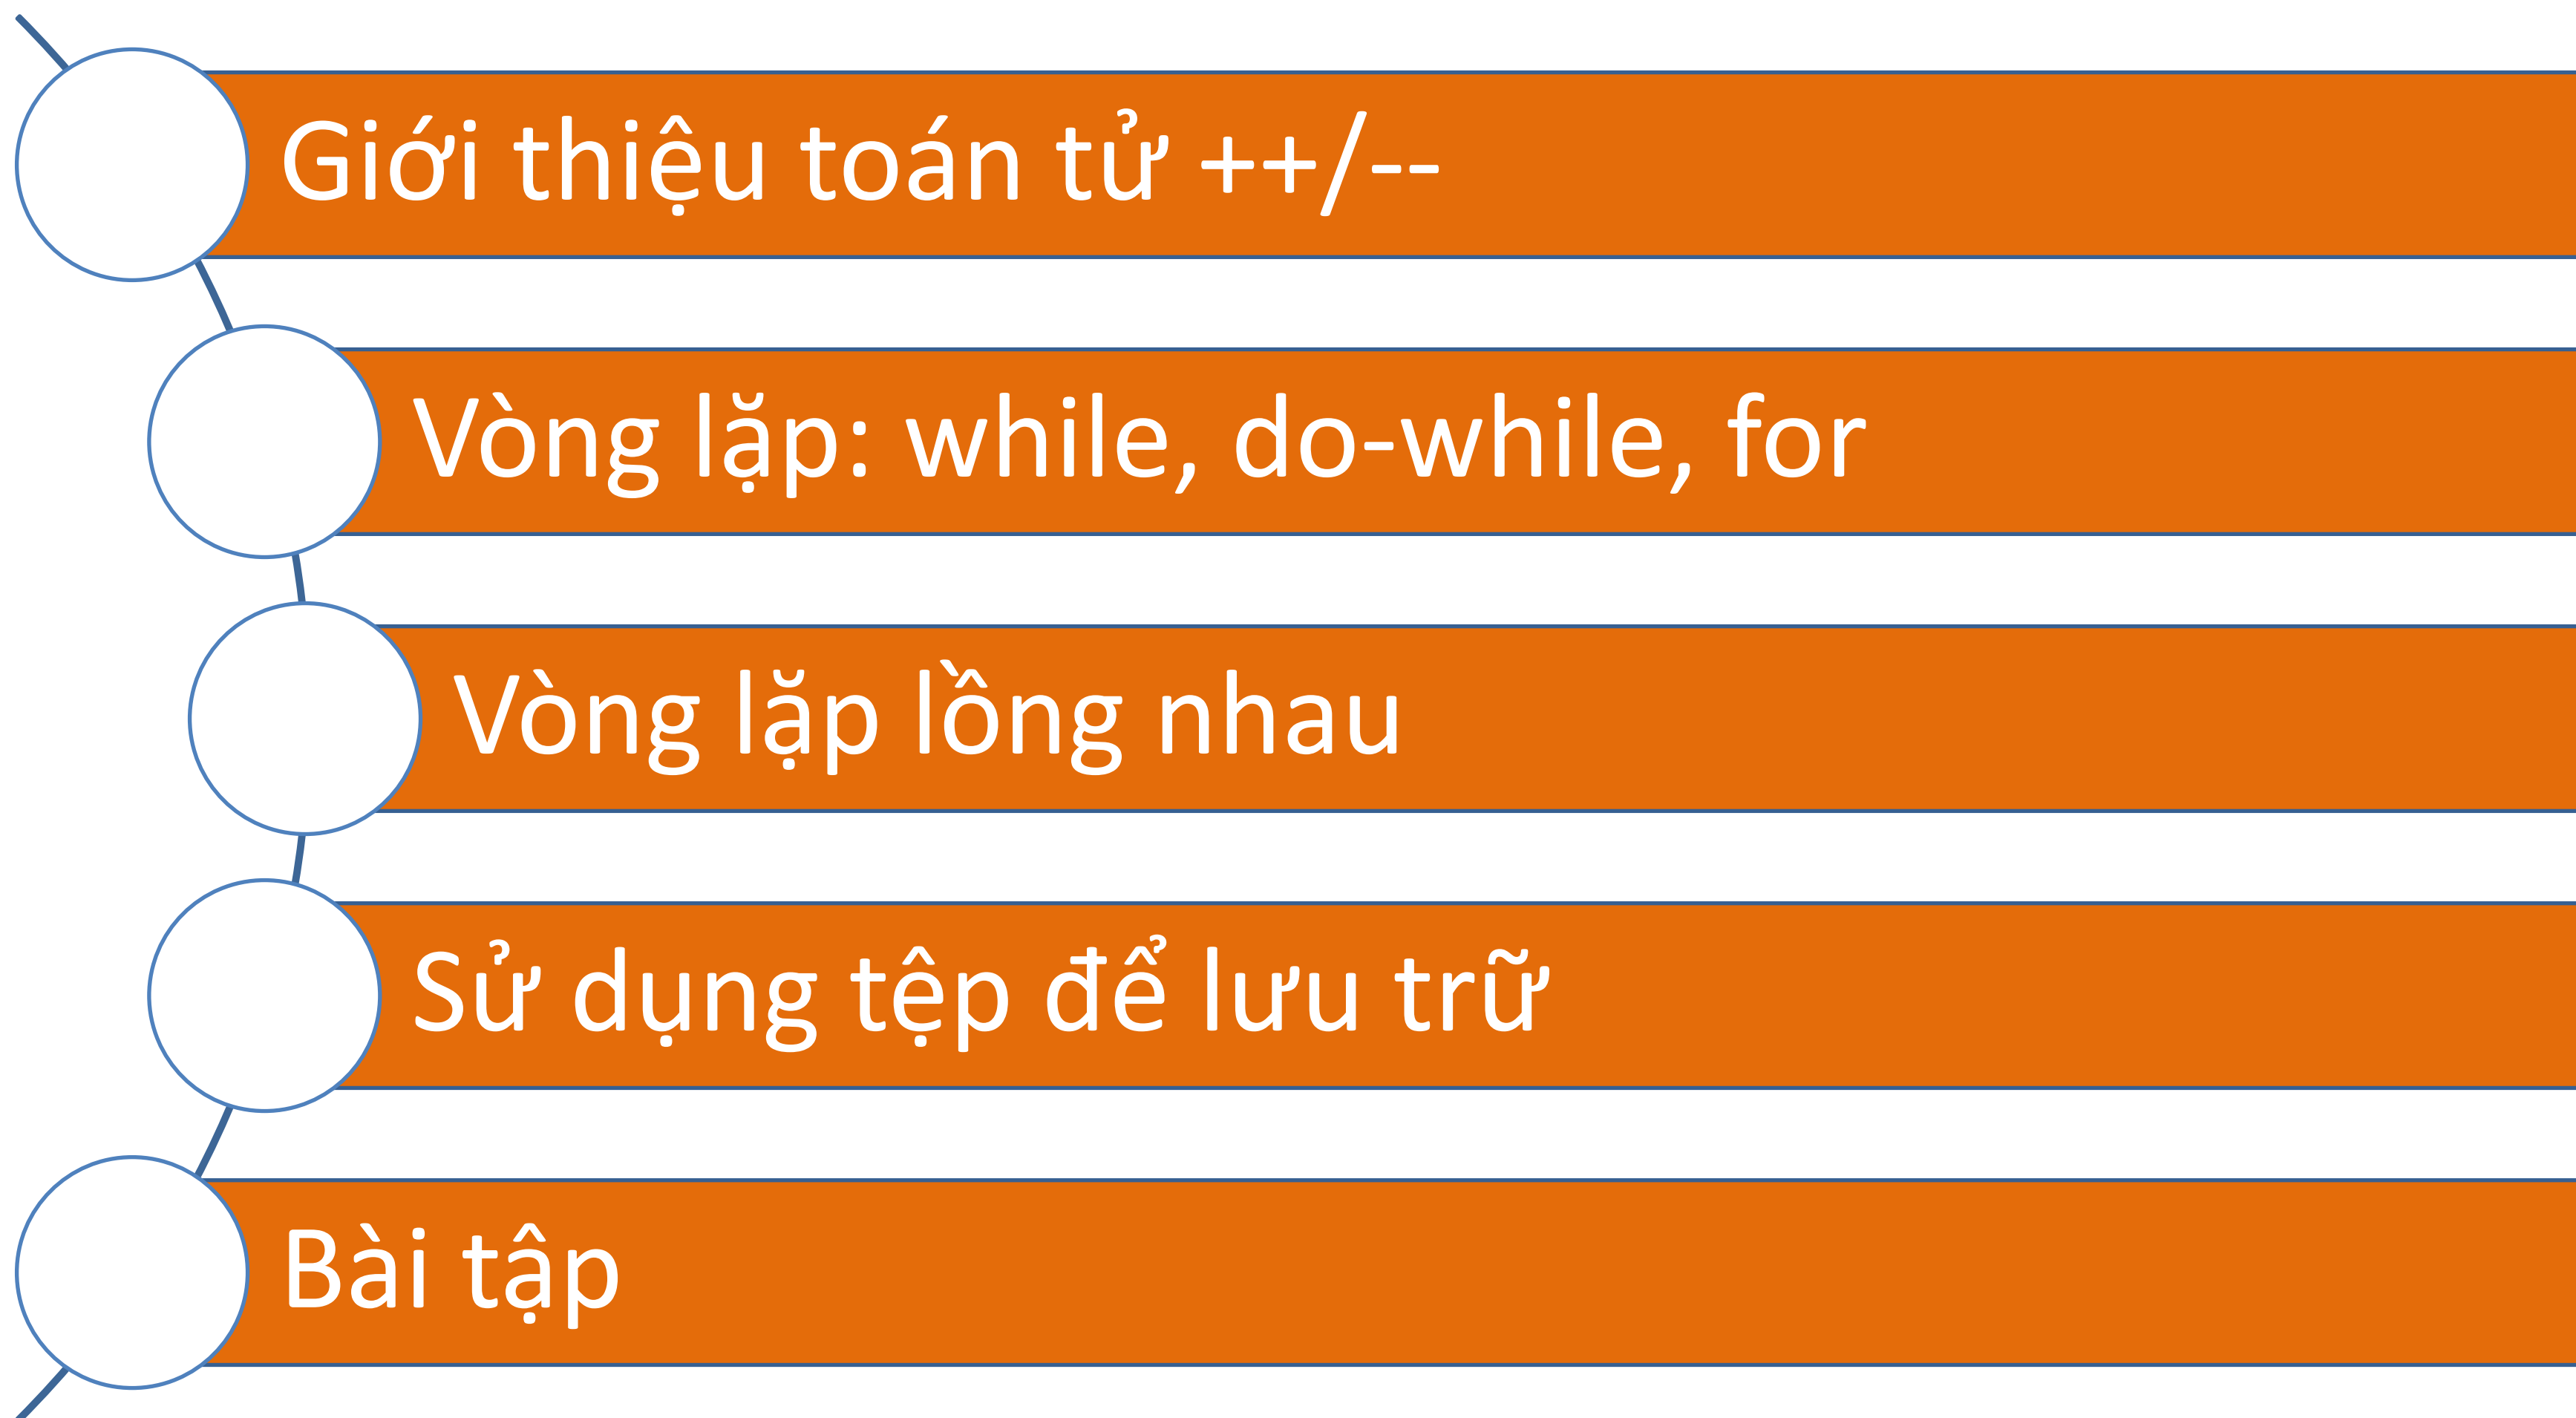 Giới thiệu toán tử ++/--
Vòng lặp: while, do-while, for
Vòng lặp lồng nhau
Sử dụng tệp để lưu trữ
Bài tập